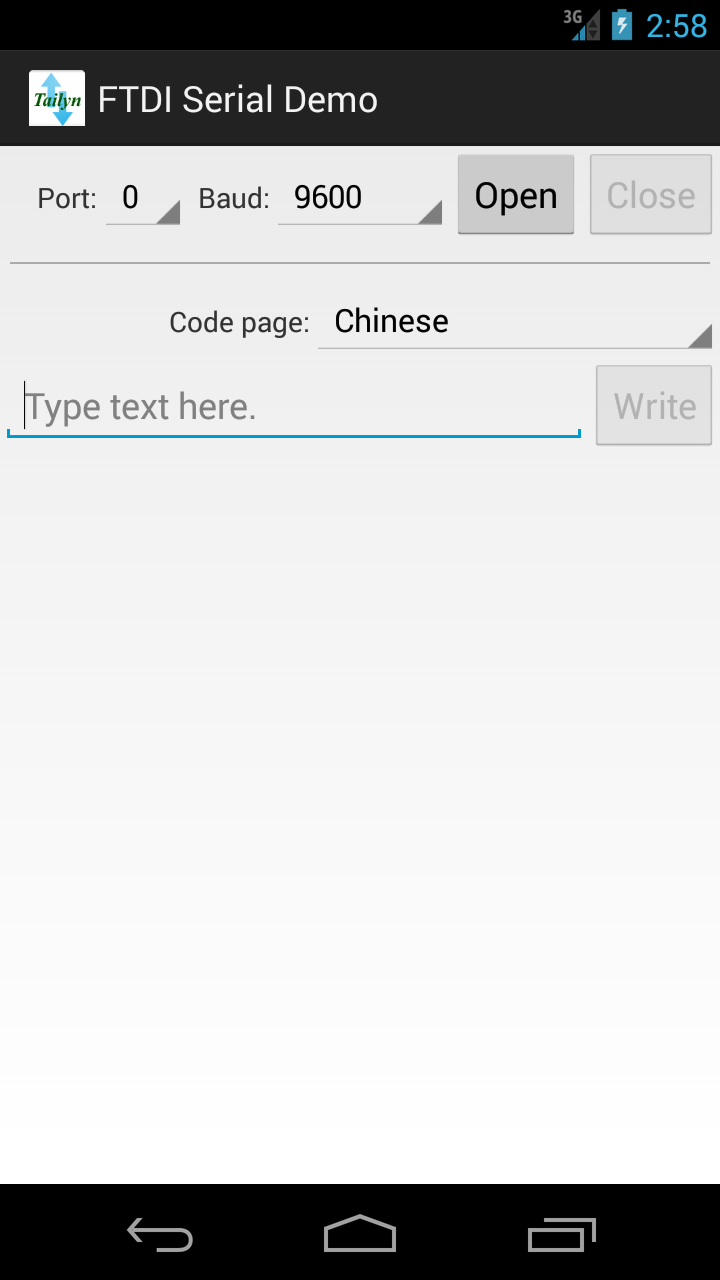 3G 2:58
Tailyn FTDI Serial Demo
Port: 0 Baud: 9600 Open Close
Code page: Chinese
Type text here. Write